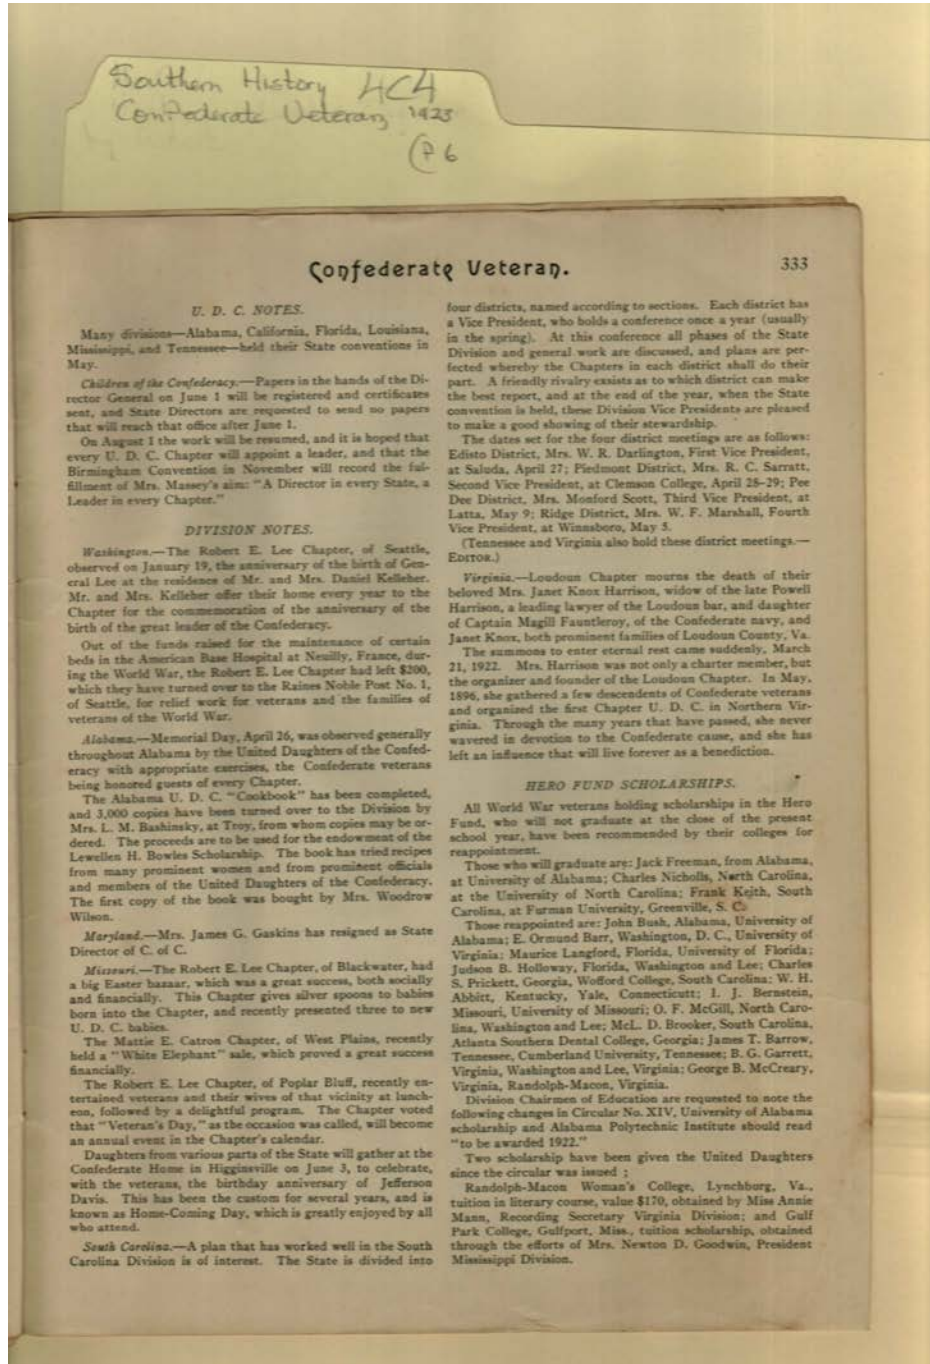 Southern History 4C4
Confederate Veteran, 1923
(P 6
Confederate Veteran.
333
U. D. C. NOTES.
Many divisions—Alabama, California, Florida, Louisiana,
Mississippi, and Tennessee—held their State conventions in
May.
Children of the Confederacy.—Papers in the hands of the Di-
rector General on June 1 will be registered and certificates
sent, and State Directors are requested to send no papers
that will reach that office after June 1.
On August 1 the work will be resumed, and it is hoped that
every U. D. C. Chapter will appoint a leader, and that the
Birmingham Convention in November will record the ful-
fillment of Mrs. Massey's aim: "A Director in every State, a
Leader in every Chapter."
DIVISION NOTES.
Washington.—The Robert E. Lee Chapter, of Seattle,
observed on January 19, the anniversary of the birth of Gen-
eral Lee at the residence of Mr. and Mrs. Daniel Kelleher.
Mr. and Mrs. Kelleher offer their home every year to the
Chapter for the commemoration of the anniversary of the
birth of the great leader of the Confederacy.
Out of the funds raised for the maintenance of certain
beds in the American Base Hospital at Neuilly, France, dur-
ing the World War, the Robert E. Lee Chapter had left $200,
which they have turned over to the Raines Noble Post No. 1,
of Seattle, for relief work for veterans and the families of
veterans of the World War.
Alabama.—Memorial Day, April 26, was observed generally
throughout Alabama by the United Daughters of the Confed-
eracy with appropriate exercises, the Confederate veterans
being honored guests of every Chapter.
The Alabama U. D. C. "Cookbook" has been completed,
and 3,000 copies have been turned over to the Division by
Mrs. L. M. Bashinsky, at Troy, from whom copies may be or-
dered. The proceeds are to be used for the endowment of the
Lewellen H. Bowles Scholarship. The book has tried recipes
from many prominent women and from prominent officials
and members of the United Daughters of the Confederacy.
The first copy of the book was bought by Mrs. Woodrow
Wilson.
Maryland.—Mrs. James G. Gaskins has resigned as State
Director of C. of C.
Missouri.—The Robert E. Lee Chapter, of Blackwater, had
a big Easter bazaar, which was a great success, both socially
and financially. This Chapter gives silver spoons to babies
born into the Chapter, and recently presented three to new
U. D. C. babies.
The Mattie E. Catron Chapter, of West Plains, recently
held a "White Elephant" sale, which proved a great success
financially.
The Robert E. Lee Chapter, of Poplar Bluff, recently en-
tertained veterans and their wives of that vicinity at lunch-
eon, followed by a delightful program. The Chapter voted
that "Veteran's Day," as the occasion was called, will become
an annual event in the Chapter's calendar.
Daughters from various parts of the State will gather at the
Confederate Home in Higginsville on June 3, to celebrate,
with the veterans, the birthday anniversary of Jefferson
Davis. This has been the custom for several years, and is
known as Home-Coming Day, which is greatly enjoyed by all
who attend.
South Carolina.—A plan that has worked well in the South
Carolina Division is of interest. The State is divided into
four districts, named according to sections. Each district has
a Vice President, who holds a conference once a year (usually
in the spring). At this conference all phases of the State
Division and general work are discussed, and plans are per-
fected whereby the Chapters in each district shall do their
part. A friendly rivalry exsists as to which district can make
the best report, and at the end of the year, when the State
convention is held, these Division Vice Presidents are pleased
to make a good showing of their stewardship.
The dates set for the four district meetings are as follows:
Edisto District, Mrs. W. R. Darlington, First Vice President,
at Saluda, April 27; Piedmont District, Mrs. R. C. Sarratt,
Second Vice President, at Clemson College, April 28-29; Pee
Dee District, Mrs. Monford Scott, Third Vice President, at
Latta, May 9; Ridge District, Mrs. W. F. Marshall, Fourth
Vice President, at Winnsboro, May 5.
(Tennessee and Virginia also hold these district meetings.—
EDITOR.)
Virginia.—Loudoun Chapter mourns the death of their
beloved Mrs. Janet Knox Harrison, widow of the late Powell
Harrison, a leading lawyer of the Loudoun bar, and daughter
of Captain Magill Fauntleroy, of the Confederate navy, and
Janet Knox, both prominent families of Loudoun County, Va.
The summons to enter eternal rest came suddenly, March
21, 1922. Mrs. Harrison was not only a charter member, but
the organizer and founder of the Loudoun Chapter. In May,
1896, she gathered a few descendents of Confederate veterans
and organized the first Chapter U. D. C. in Northern Vir-
ginia. Through the many years that have passed, she never
wavered in devotion to the Confederate cause, and she has
left an influence that will live forever as a benediction.
HERO FUND SCHOLARSHIPS.
All World War veterans holding scholarships in the Hero
Fund, who will not graduate at the close of the present
school year, have been recommended by their colleges for
reappointment.
Those who will graduate are: Jack Freeman, from Alabama,
at University of Alabama; Charles Nicholls, North Carolina,
at the University of North Carolina; Frank Keith, South
Carolina, at Furman University, Greenville, S. C.
Those reappointed are: John Bush, Alabama, University of
Alabama; E. Ormund Barr, Washington, D. C., University of
Virginia; Maurice Langford, Florida, University of Florida;
Judson B. Holloway, Florida, Washington and Lee; Charles
S. Prickett, Georgia, Wofford College, South Carolina; W. H.
Abbitt, Kentucky, Yale, Connecticutt; I. J. Bernstein,
Missouri, University of Missouri; O. F. McGill, North Caro-
lina, Washington and Lee; McL. D. Brooker, South Carolina,
Atlanta Southern Dental College, Georgia; James T. Barrow,
Tennessee, Cumberland University, Tennessee; B. G. Garrett,
Virginia, Washington and Lee, Virginia; George B. McCreary,
Virginia, Randolph-Macon, Virginia.
Division Chairmen of Education are requested to note the
following changes in Circular No. XIV, University of Alabama
scholarship and Alabama Polytechnic Institute should read
"to be awarded 1922."
Two scholarship have been given the United Daughters
since the circular was issued ;
Randolph-Macon Woman's College, Lynchburg, Va.,
tuition in literary course, value $170, obtained by Miss Annie
Mann, Recording Secretary Virginia Division; and Gulf
Park College, Gulfport, Miss., tuition scholarship, obtained
through the efforts of Mrs. Newton D. Goodwin, President
Mississippi Division.